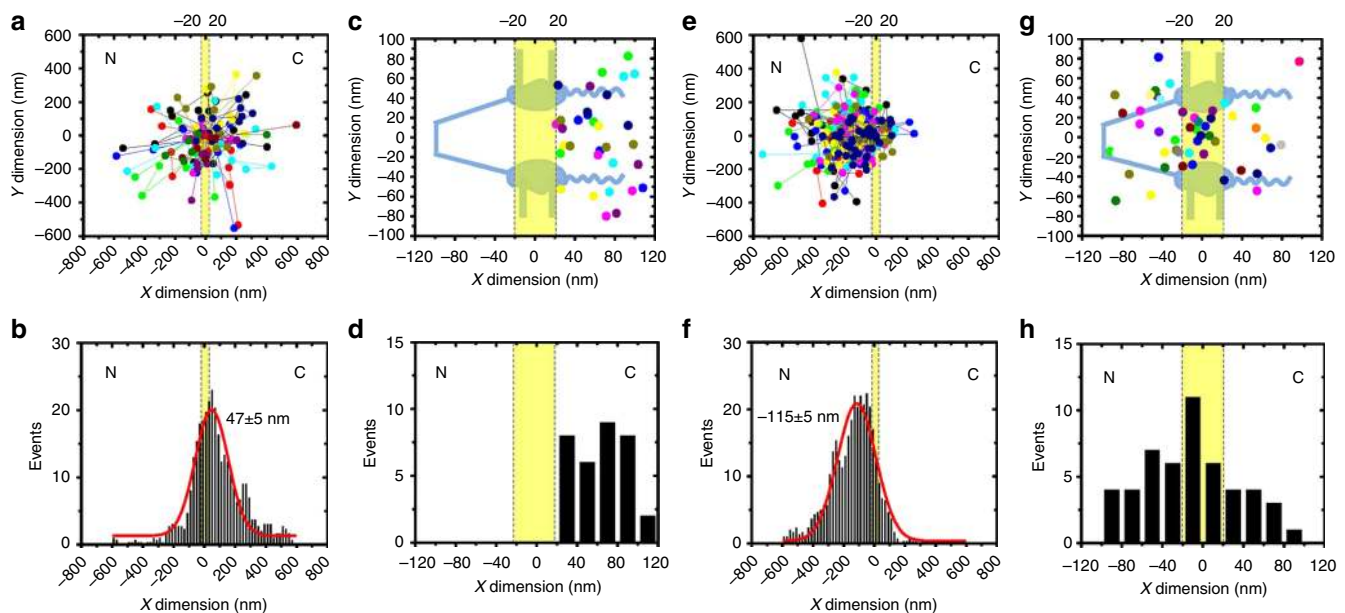 a
−20 20
600
400
200
0
−200
−400
−600
Y dimension (nm)
N
C
−800
−600
−400
−200
0
200
400
600
800
X dimension (nm)
c
−20 20
100
80
60
40
20
0
−20
−40
−60
−80
−100
Y dimension (nm)
−120 −80 −40 0 40 80 120
X dimension (nm)
e
−20 20
600
400
200
0
−200
−400
−600
Y dimension (nm)
N
C
−800
−600
−400
−200
0
200
400
600
800
X dimension (nm)
g
−20 20
100
80
60
40
20
0
−20
−40
−60
−80
−100
Y dimension (nm)
−120 −80 −40 0 40 80 120
X dimension (nm)
b
30
20
10
0
Events
N
C
47±5 nm
−800
−600
−400
−200
0
200
400
600
800
X dimension (nm)
d
15
10
5
0
Events
N
C
−120 −80 −40 0 40 80 120
X dimension (nm)
f
30
20
10
0
Events
N
C
−115±5 nm
−800
−600
−400
−200
0
200
400
600
800
X dimension (nm)
h
15
10
5
0
Events
N
C
−120 −80 −40 0 40 80 120
X dimension (nm)